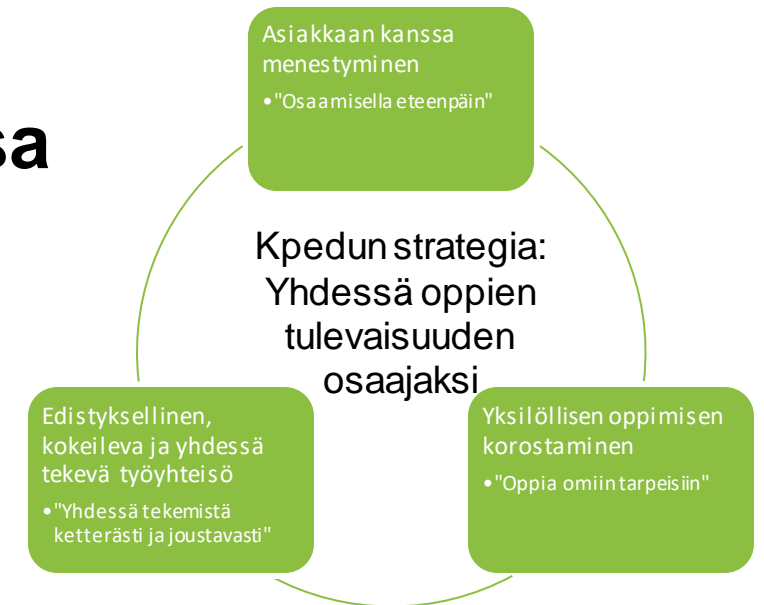 Asiakkaan kanssa
menestyminen
•"Osaamisella eteenpäin"
sa
Kpedun strategia:
Yhdessä oppien
tulevaisuuden
osaajaksi
Edistyksellinen,
kokeileva ja yhdessä
tekevä työyhteisö
•"Yhdessä tekemistä
ketterästi ja joustavasti"
Yksilöllisen oppimisen
korostaminen
•"Oppia omiin tarpeisiin"